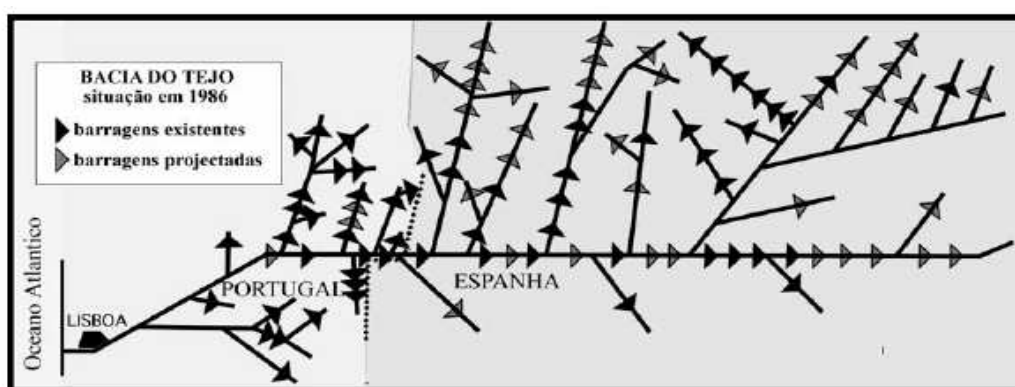 BACIA DO TEJO
situação em 1986
barragens existentes
barragens projectadas
PORTUGAL
ESPANHA
LISBOA
Oceano Atlantico